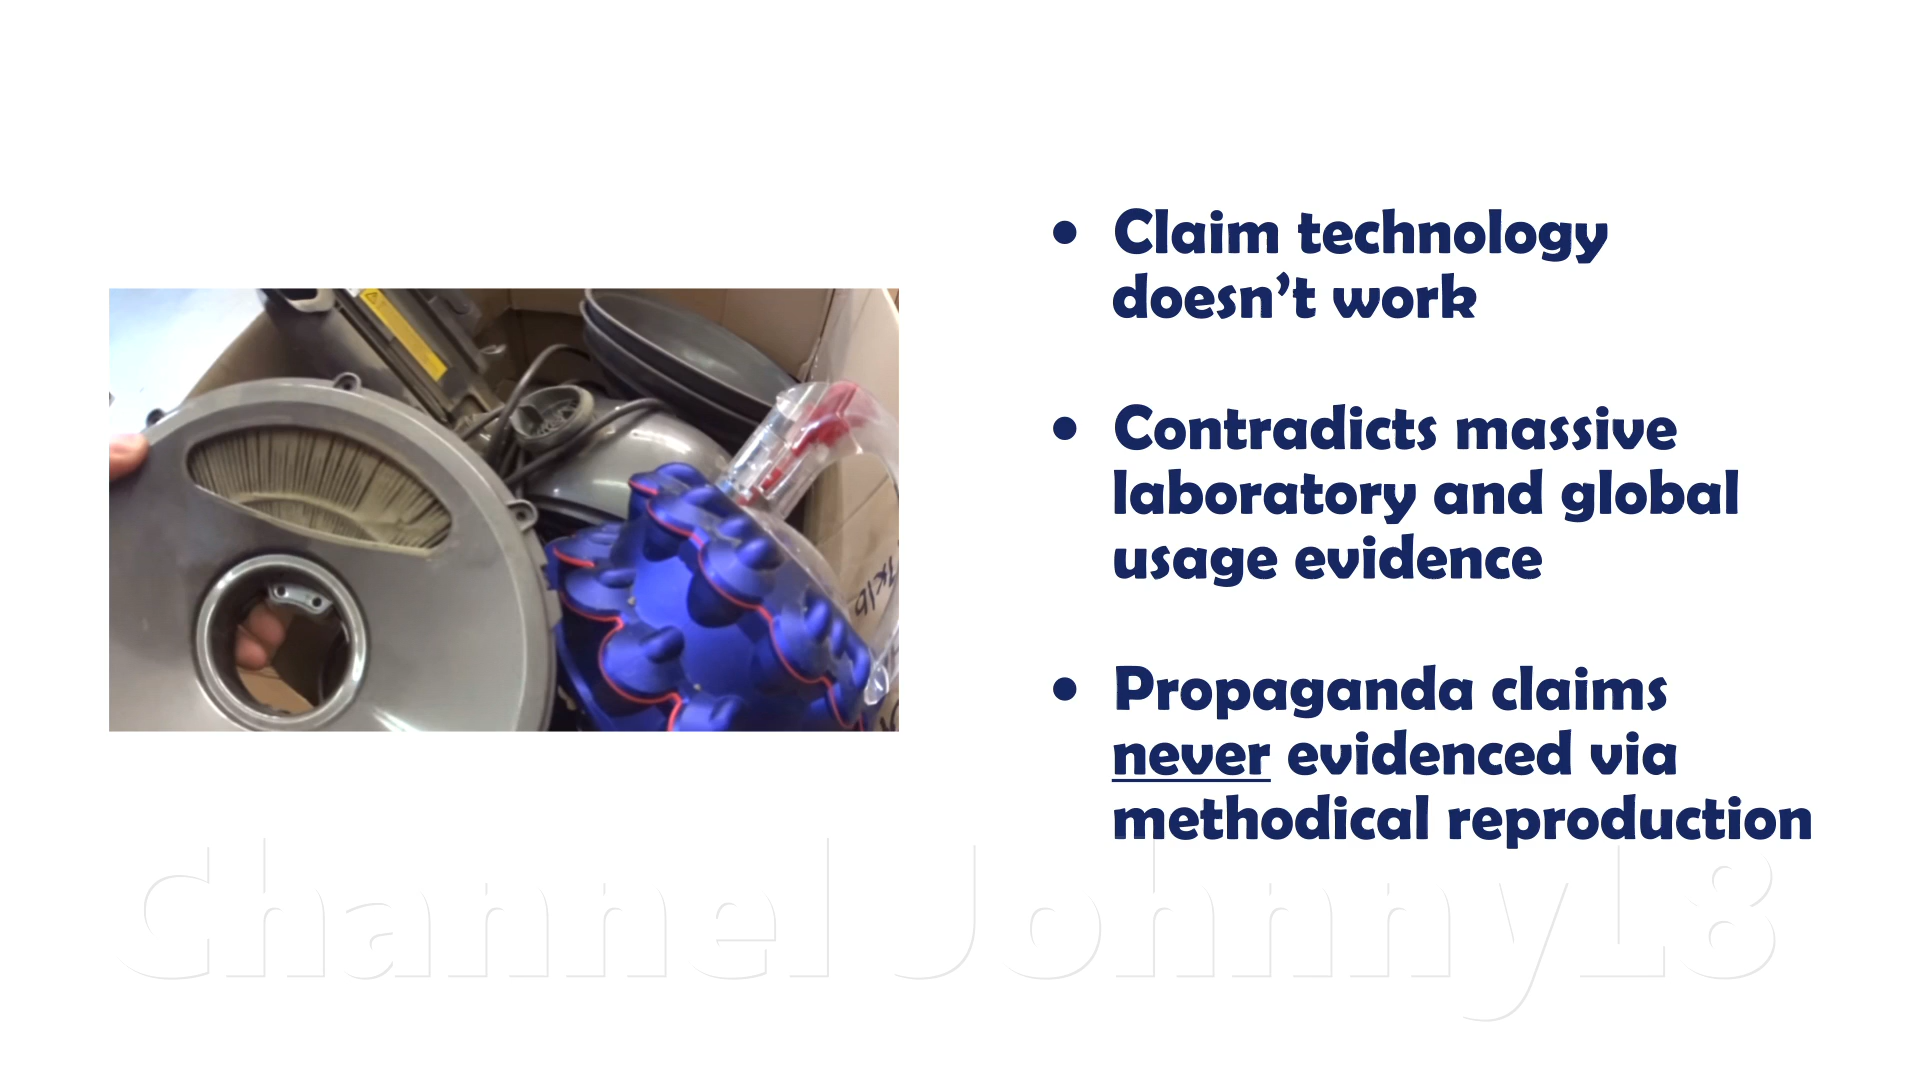 • Claim technology
doesn’t work
• Contradicts massive
laboratory and global
usage evidence
• Propaganda claims
never evidenced via
methodical reproduction
Channel JohnnyL8